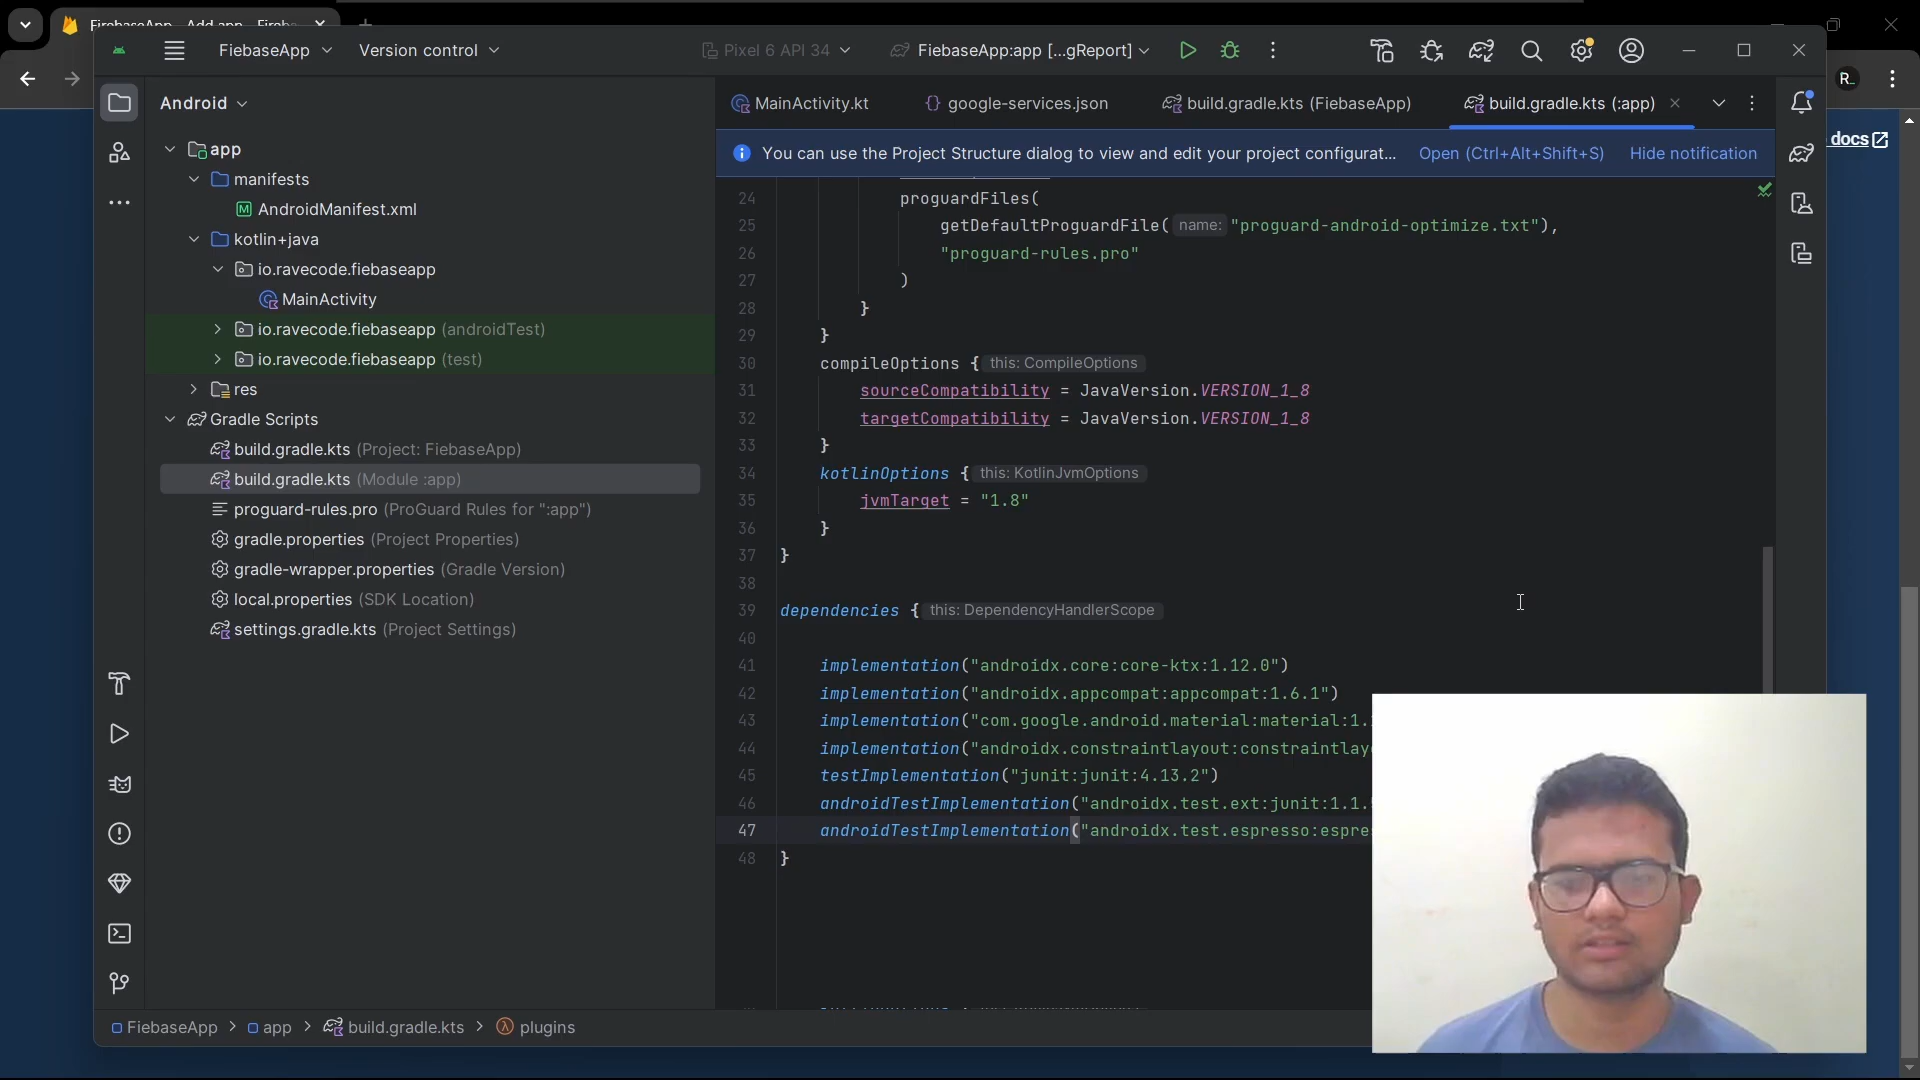 FirebaseApp - Add app - Fireba
FiebaseApp
Version control
Pixel 6 API 34
FiebaseApp:app [...gReport]
R
docs
Android
MainActivity.kt
google-services.json
build.gradle.kts (FiebaseApp)
build.gradle.kts (:app)
You can use the Project Structure dialog to view and edit your project configurat...
Open (Ctrl+Alt+Shift+S)
Hide notification
app
manifests
AndroidManifest.xml
kotlin+java
io.ravecode.fiebaseapp
MainActivity
io.ravecode.fiebaseapp (androidTest)
io.ravecode.fiebaseapp (test)
res
Gradle Scripts
build.gradle.kts (Project: FiebaseApp)
build.gradle.kts (Module :app)
proguard-rules.pro (ProGuard Rules for ":app")
gradle.properties (Project Properties)
gradle-wrapper.properties (Gradle Version)
local.properties (SDK Location)
settings.gradle.kts (Project Settings)
24 proguardFiles(
25 getDefaultProguardFile( name: "proguard-android-optimize.txt"),
26 "proguard-rules.pro"
27 )
28 }
29 }
30 compileOptions { this: CompileOptions
31 sourceCompatibility = JavaVersion.VERSION_1_8
32 targetCompatibility = JavaVersion.VERSION_1_8
33 }
34 kotlinOptions { this: KotlinJvmOptions
35 jvmTarget = "1.8"
36 }
37 }
38
39 dependencies { this: DependencyHandlerScope
40
41 implementation("androidx.core:core-ktx:1.12.0")
42 implementation("androidx.appcompat:appcompat:1.6.1")
43 implementation("com.google.android.material:material:1.
44 implementation("androidx.constraintlayout:constraintlayo
45 testImplementation("junit:junit:4.13.2")
46 androidTestImplementation("androidx.test.ext:junit:1.1.
47 androidTestImplementation("androidx.test.espresso:espre
48 }
FiebaseApp > app > build.gradle.kts > plugins